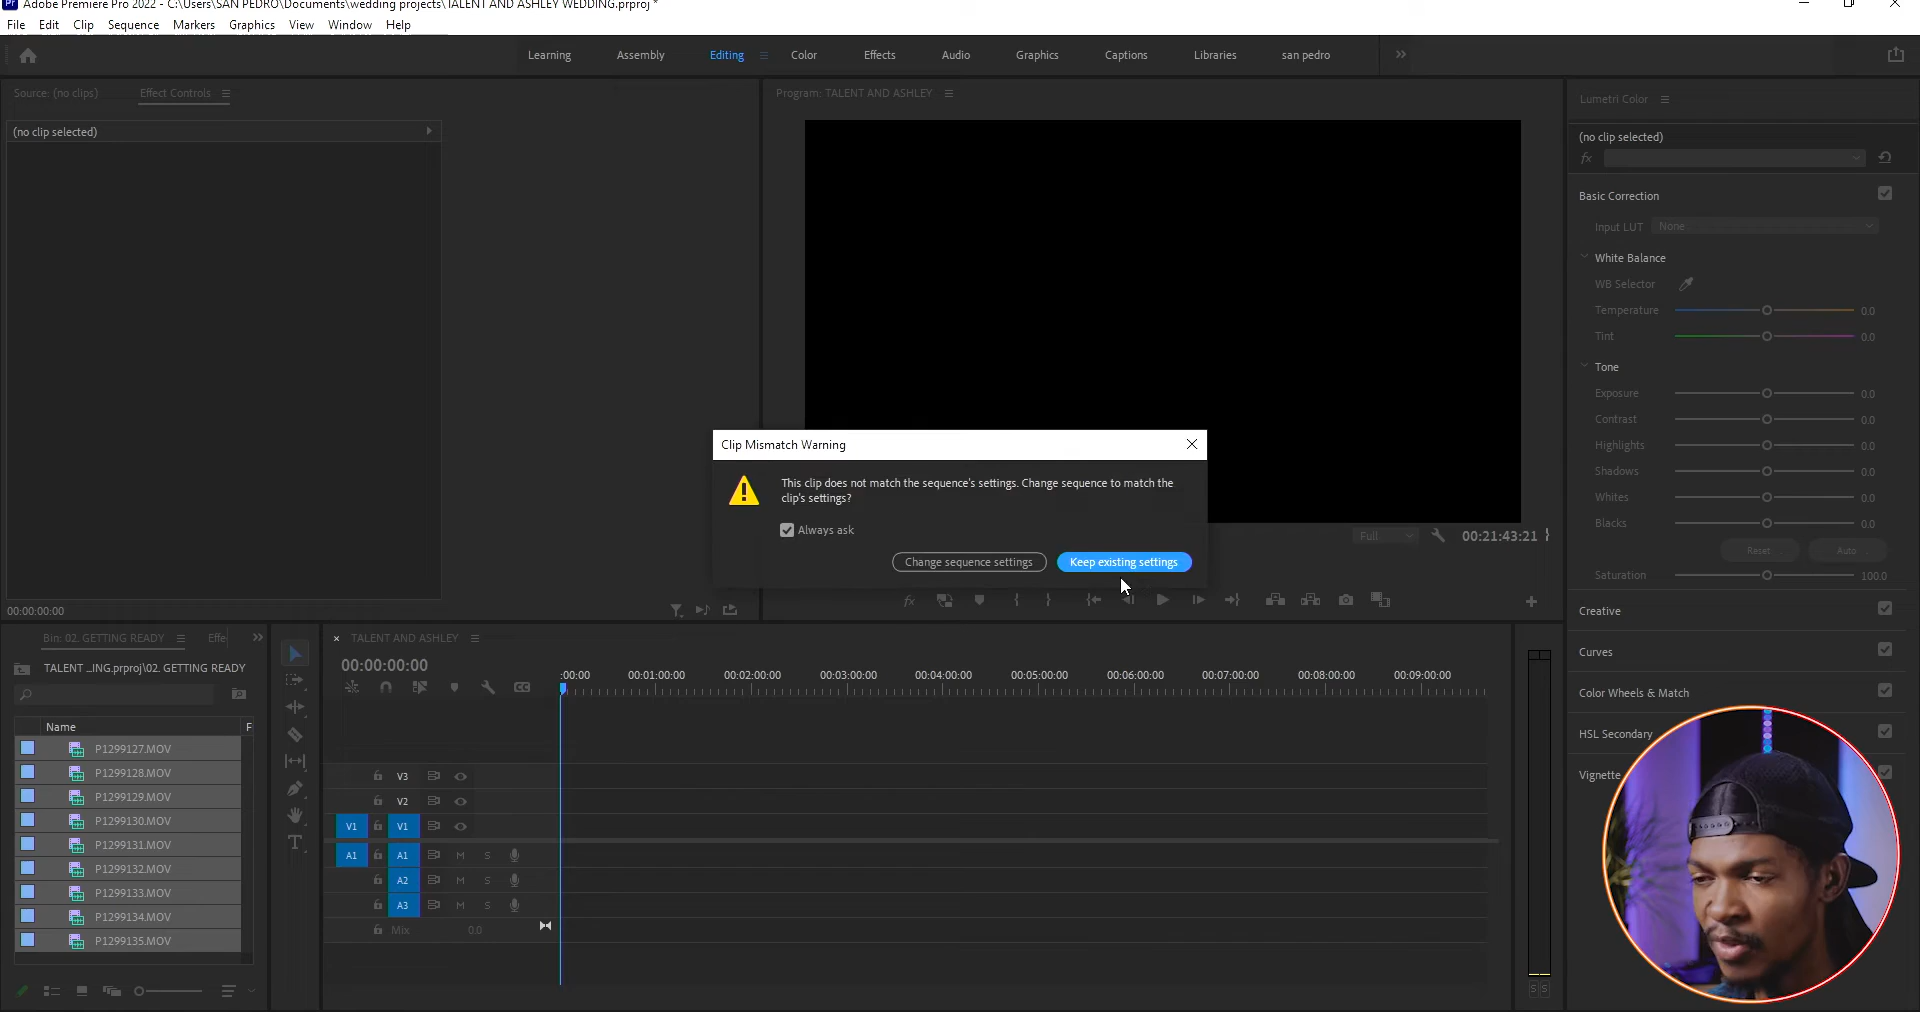 Adobe Premiere Pro 2022 - C:\Users\SAN PEDRO\Documents\wedding projects\TALENT AND ASHLEY WEDDING.prproj *
File Edit Clip Sequence Markers Graphics View Window Help
Learning Assembly Editing Color Effects Audio Graphics Captions Libraries san pedro
Source: (no clips) Effect Controls
Program: TALENT AND ASHLEY
Lumetri Color
(no clip selected)
(no clip selected)
fx
Basic Correction
Input LUT None
White Balance
WB Selector
Temperature 0.0
Tint 0.0
Tone
Exposure 0.0
Contrast 0.0
Highlights 0.0
Shadows 0.0
Whites 0.0
Blacks 0.0
Reset Auto
Saturation 100.0
Creative
Curves
Color Wheels & Match
HSL Secondary
Vignette
Clip Mismatch Warning
This clip does not match the sequence's settings. Change sequence to match the
clip's settings?
Always ask
Change sequence settings Keep existing settings
Full 00:21:43:21
fx
00:00:00:00
Bin: 02. GETTING READY Effe
TALENT ...ING.prproj\02. GETTING READY
Name F
P1299127.MOV
P1299128.MOV
P1299129.MOV
P1299130.MOV
P1299131.MOV
P1299132.MOV
P1299133.MOV
P1299134.MOV
P1299135.MOV
TALENT AND ASHLEY
00:00:00:00
:00:00 00:01:00:00 00:02:00:00 00:03:00:00 00:04:00:00 00:05:00:00 00:06:00:00 00:07:00:00 00:08:00:00 00:09:00:00
V3
V2
V1 V1
A1 A1 M S
A2 M S
A3 M S
Mix 0.0
S S